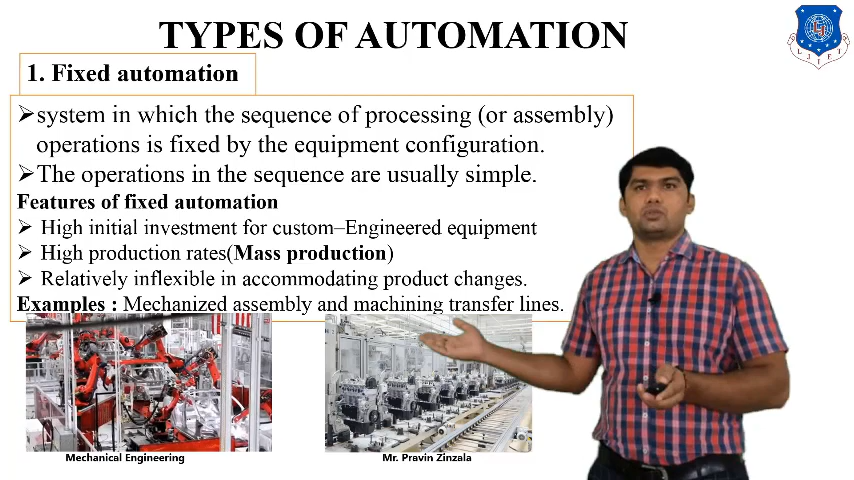 TYPES OF AUTOMATION
1. Fixed automation
➢system in which the sequence of processing (or assembly)
operations is fixed by the equipment configuration.
➢The operations in the sequence are usually simple.
Features of fixed automation
➢ High initial investment for custom–Engineered equipment
➢ High production rates(Mass production)
➢ Relatively inflexible in accommodating product changes.
Examples : Mechanized assembly and machining transfer lines.
Mechanical Engineering
Mr. Pravin Zinzala
L J I E T